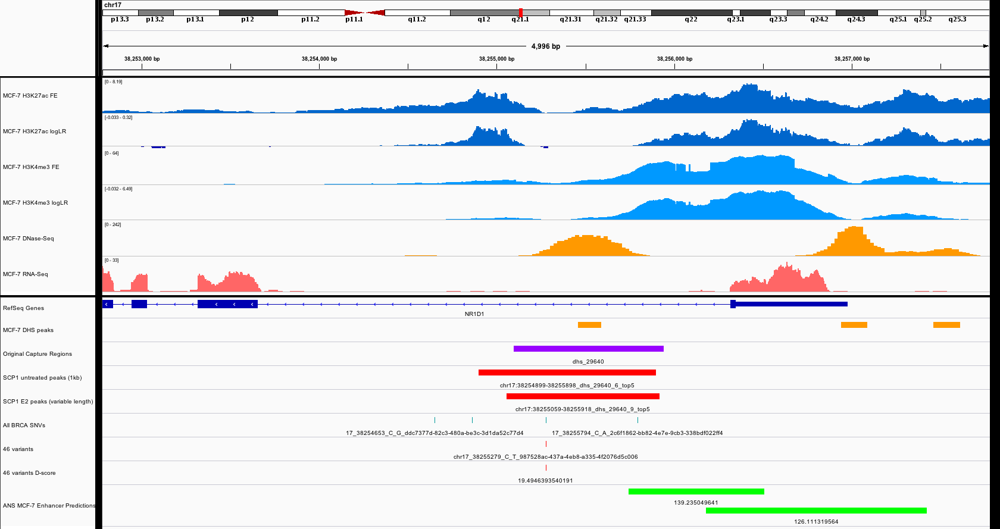 chr17
p13.3 p13.2 p13.1 p12 p11.2 p11.1 q11.2 q12 q21.1 q21.31 q21.32 q21.33 q22 q23.1 q23.3 q24.2 q24.3 q25.1 q25.2 q25.3
4,996 bp
38,253,000 bp 38,254,000 bp 38,255,000 bp 38,256,000 bp 38,257,000 bp
[0 - 8.19]
MCF-7 H3K27ac FE
[-0.033 - 0.32]
MCF-7 H3K27ac logLR
[0 - 64]
MCF-7 H3K4me3 FE
[-0.032 - 6.49]
MCF-7 H3K4me3 logLR
[0 - 242]
MCF-7 DNase-Seq
[0 - 33]
MCF-7 RNA-Seq
RefSeq Genes
NR1D1
MCF-7 DHS peaks
Original Capture Regions
dhs_29640
SCP1 untreated peaks (1kb)
chr17:38254899-38255898_dhs_29640_6_top5
SCP1 E2 peaks (variable length)
chr17:38255059-38255918_dhs_29640_9_top5
All BRCA SNVs
17_38254653_C_G_ddc7377d-82c3-480a-be3c-3d1da52c77d4 17_38255794_C_A_2c6f1862-bb82-4e7e-9cb3-338bdf022ff4
46 variants
chr17_38255279_C_T_987528ac-437a-4eb8-a335-4f2076d5c006
46 variants D-score
19.4946393540191
ANS MCF-7 Enhancer Predictions
139.235049641
126.111319564